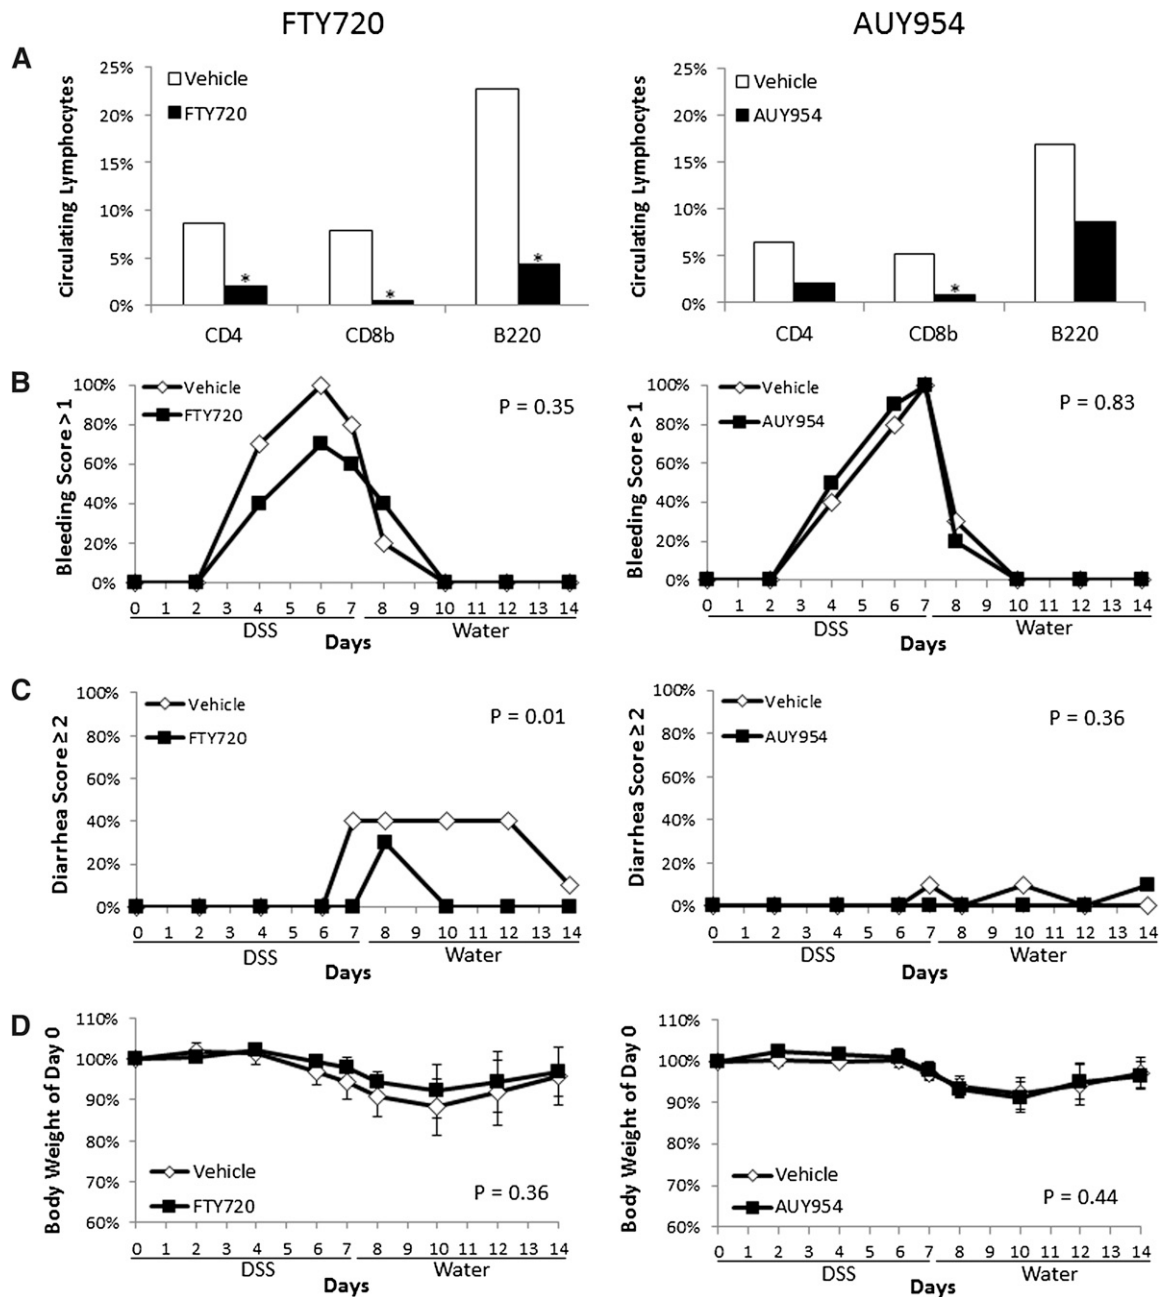 FTY720 AUY954
A
Circulating Lymphocytes
25%
20%
15%
10%
5%
0%
Vehicle
FTY720
*
*
*
CD4 CD8b B220
Circulating Lymphocytes
25%
20%
15%
10%
5%
0%
Vehicle
AUY954
*
CD4 CD8b B220
B
Bleeding Score > 1
100%
80%
60%
40%
20%
0%
Vehicle
FTY720
P = 0.35
0 1 2 3 4 5 6 7 8 10 11 12 13 14
DSS Water
Days
Bleeding Score > 1
100%
80%
60%
40%
20%
0%
Vehicle
AUY954
P = 0.83
0 1 2 3 4 5 6 7 8 9 10 11 12 13 14
DSS Water
Days
C
Diarrhea Score ≥ 2
100%
80%
60%
40%
20%
0%
Vehicle
FTY720
P = 0.01
0 1 2 3 4 5 6 7 8 9 10 11 12 13 14
DSS Water
Days
Diarrhea Score ≥ 2
100%
80%
60%
40%
20%
0%
Vehicle
AUY954
P = 0.36
0 1 2 3 4 5 6 7 8 9 10 11 12 13 14
DSS Water
Days
D
Body Weight of Day 0
110%
100%
90%
80%
70%
60%
Vehicle
FTY720
P = 0.36
0 1 2 3 4 5 6 7 8 9 10 11 12 13 14
DSS Water
Days
Body Weight of Day 0
110%
100%
90%
80%
70%
60%
Vehicle
AUY954
P = 0.44
0 1 2 3 4 5 6 7 8 9 10 11 12 13 14
DSS Water
Days